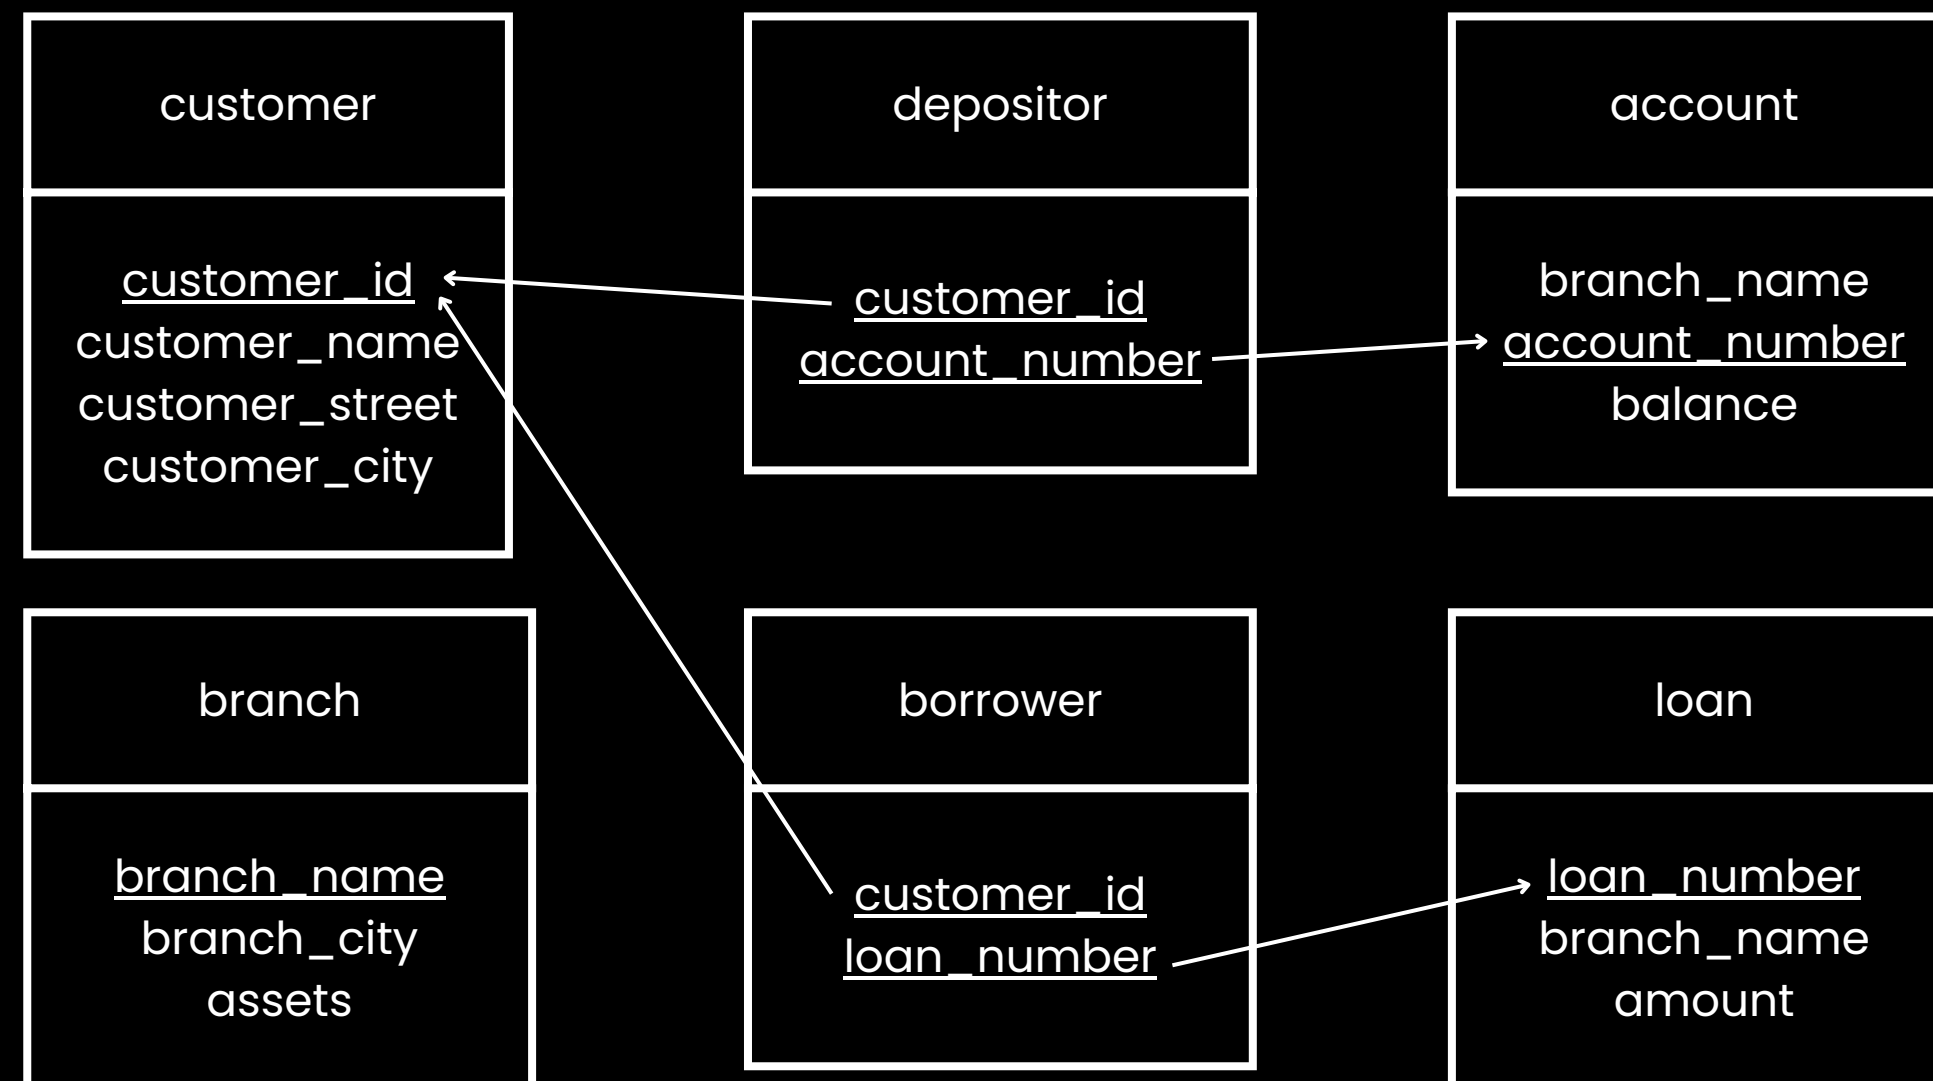 customer
customer_id
customer_name
customer_street
customer_city
depositor
customer_id
account_number
account
branch_name
account_number
balance
branch
branch_name
branch_city
assets
borrower
customer_id
loan_number
loan
loan_number
branch_name
amount